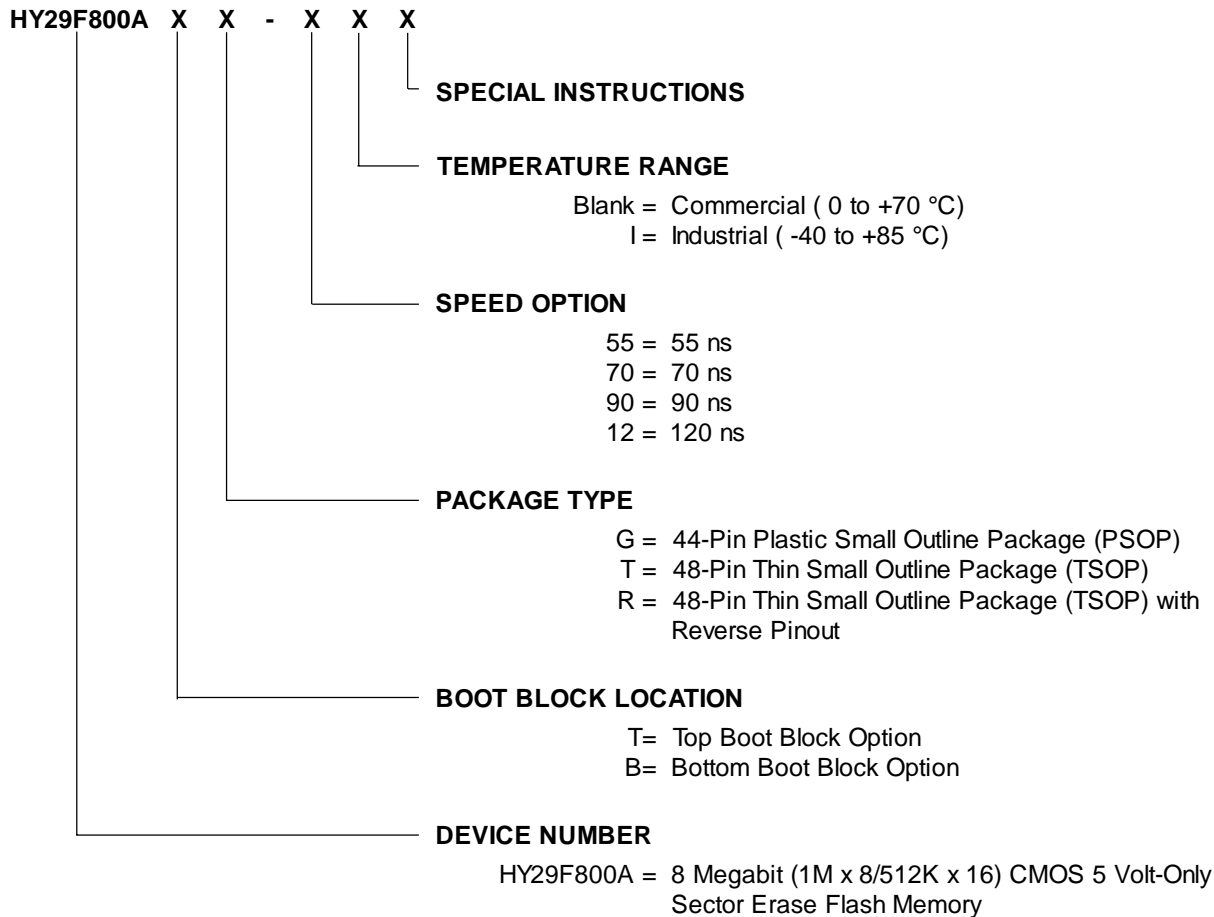 HY29F800A X X - X X X
SPECIAL INSTRUCTIONS
TEMPERATURE RANGE
Blank = Commercial ( 0 to +70 °C)
I = Industrial ( -40 to +85 °C)
SPEED OPTION
55 = 55 ns
70 = 70 ns
90 = 90 ns
12 = 120 ns
PACKAGE TYPE
G = 44-Pin Plastic Small Outline Package (PSOP)
T = 48-Pin Thin Small Outline Package (TSOP)
R = 48-Pin Thin Small Outline Package (TSOP) with
Reverse Pinout
BOOT BLOCK LOCATION
T= Top Boot Block Option
B= Bottom Boot Block Option
DEVICE NUMBER
HY29F800A = 8 Megabit (1M x 8/512K x 16) CMOS 5 Volt-Only
Sector Erase Flash Memory